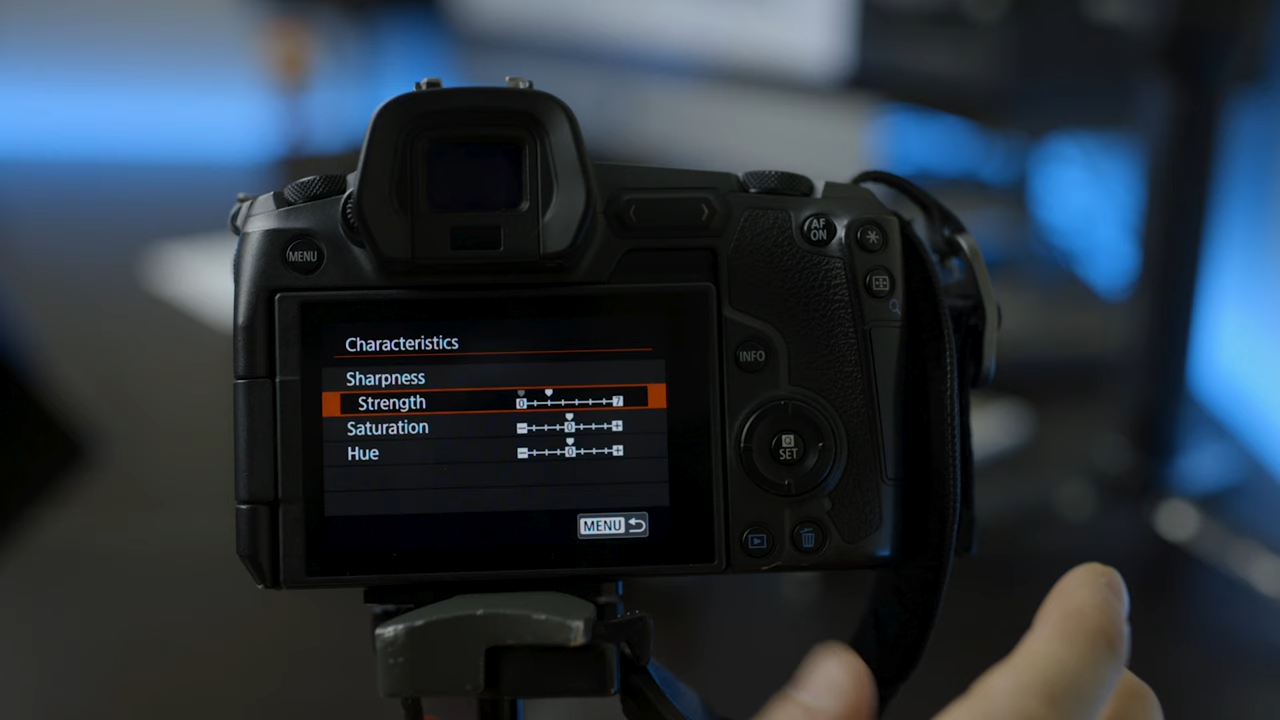 MENU
AF
ON
INFO
Q
SET
Characteristics
Sharpness
Strength 0 7
Saturation − 0 +
Hue − 0 +
MENU